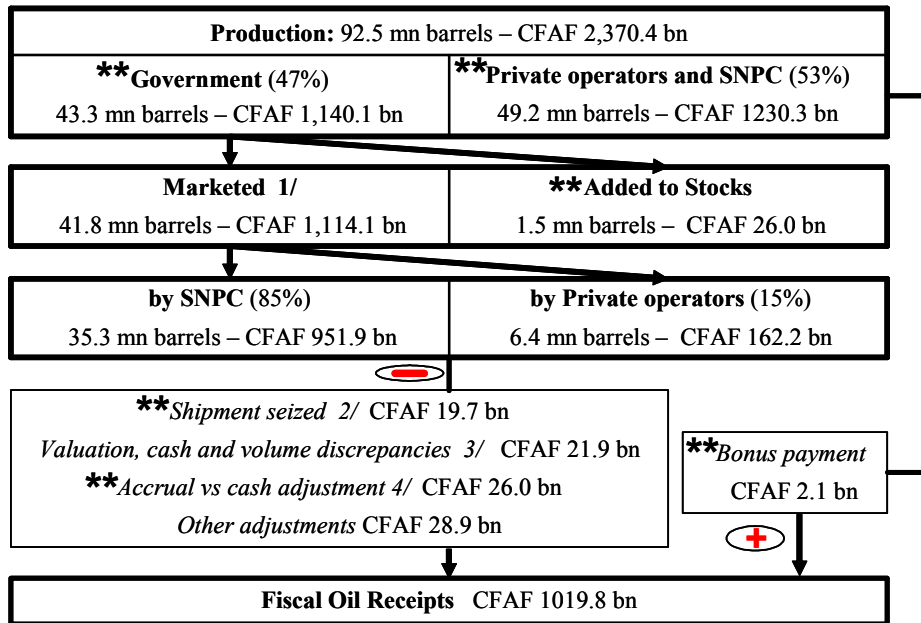 Production: 92.5 mn barrels – CFAF 2,370.4 bn
**Government (47%)
43.3 mn barrels – CFAF 1,140.1 bn
**Private operators and SNPC (53%)
49.2 mn barrels – CFAF 1230.3 bn
Marketed 1/
41.8 mn barrels – CFAF 1,114.1 bn
**Added to Stocks
1.5 mn barrels – CFAF 26.0 bn
by SNPC (85%)
35.3 mn barrels – CFAF 951.9 bn
by Private operators (15%)
6.4 mn barrels – CFAF 162.2 bn
**Shipment seized 2/ CFAF 19.7 bn
Valuation, cash and volume discrepancies 3/ CFAF 21.9 bn
**Accrual vs cash adjustment 4/ CFAF 26.0 bn
Other adjustments CFAF 28.9 bn
**Bonus payment
CFAF 2.1 bn
Fiscal Oil Receipts CFAF 1019.8 bn